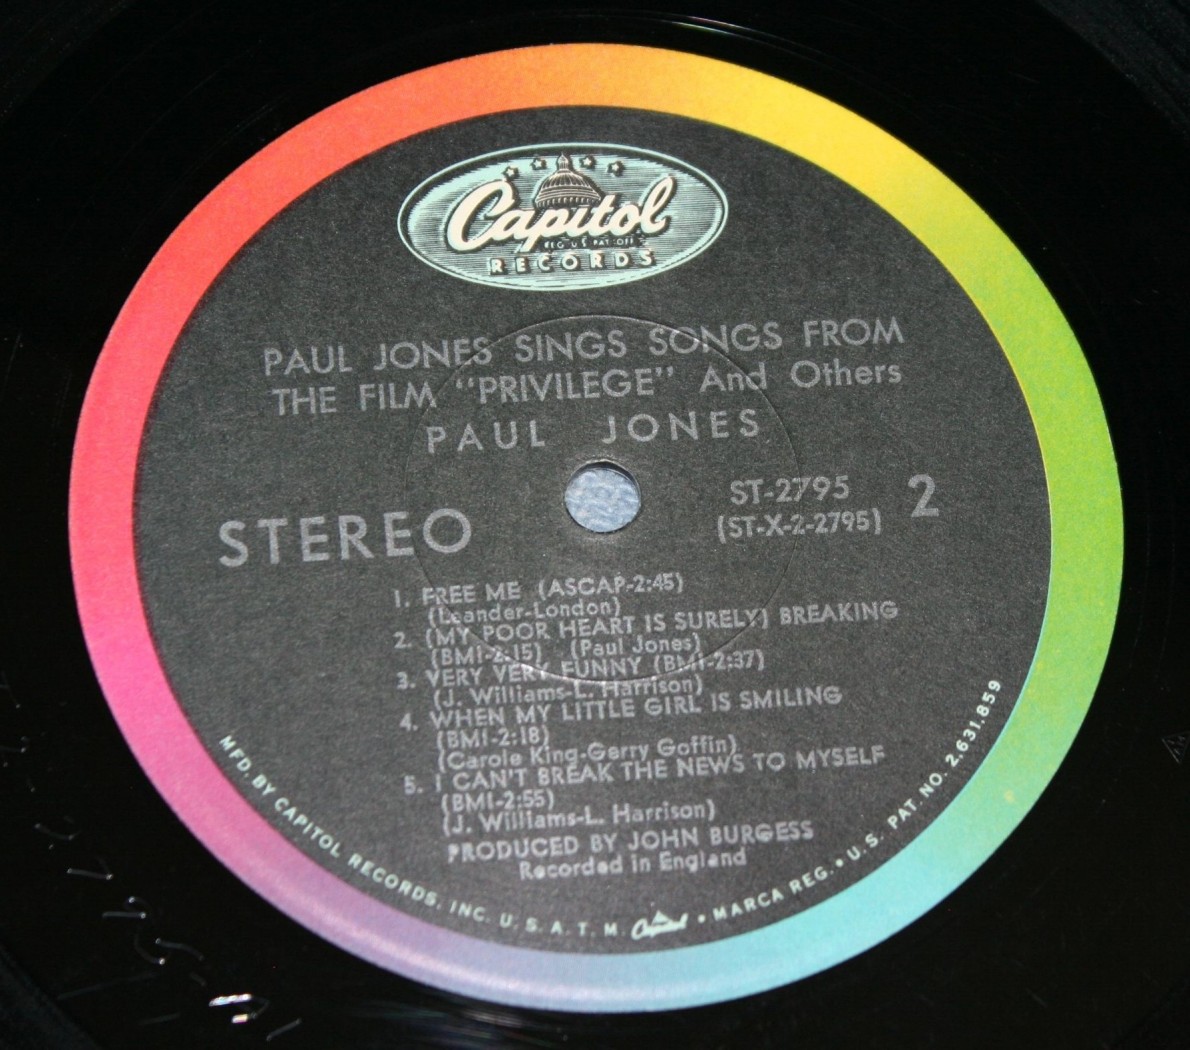 Capitol
REG. U.S. PAT. OFF.
RECORDS
PAUL JONES SINGS SONGS FROM
THE FILM "PRIVILEGE" And Others
PAUL JONES
STEREO
ST-2795
(ST-X-2-2795)
2
1. FREE ME (ASCAP-2:45)
(Leander-London)
2. (MY POOR HEART IS SURELY) BREAKING
(BMI-2:15) (Paul Jones)
3. VERY VERY FUNNY (BMI-2:37)
(J. Williams-L. Harrison)
4. WHEN MY LITTLE GIRL IS SMILING
(BMI-2:18)
(Carole King-Gerry Goffin)
5. I CAN'T BREAK THE NEWS TO MYSELF
(BMI-2:55)
(J. Williams-L. Harrison)
PRODUCED BY JOHN BURGESS
Recorded in England
MFD. BY CAPITOL RECORDS, INC. U.S.A. T.M. Capitol • MARCA REG. • U.S. PAT. NO. 2,631,859